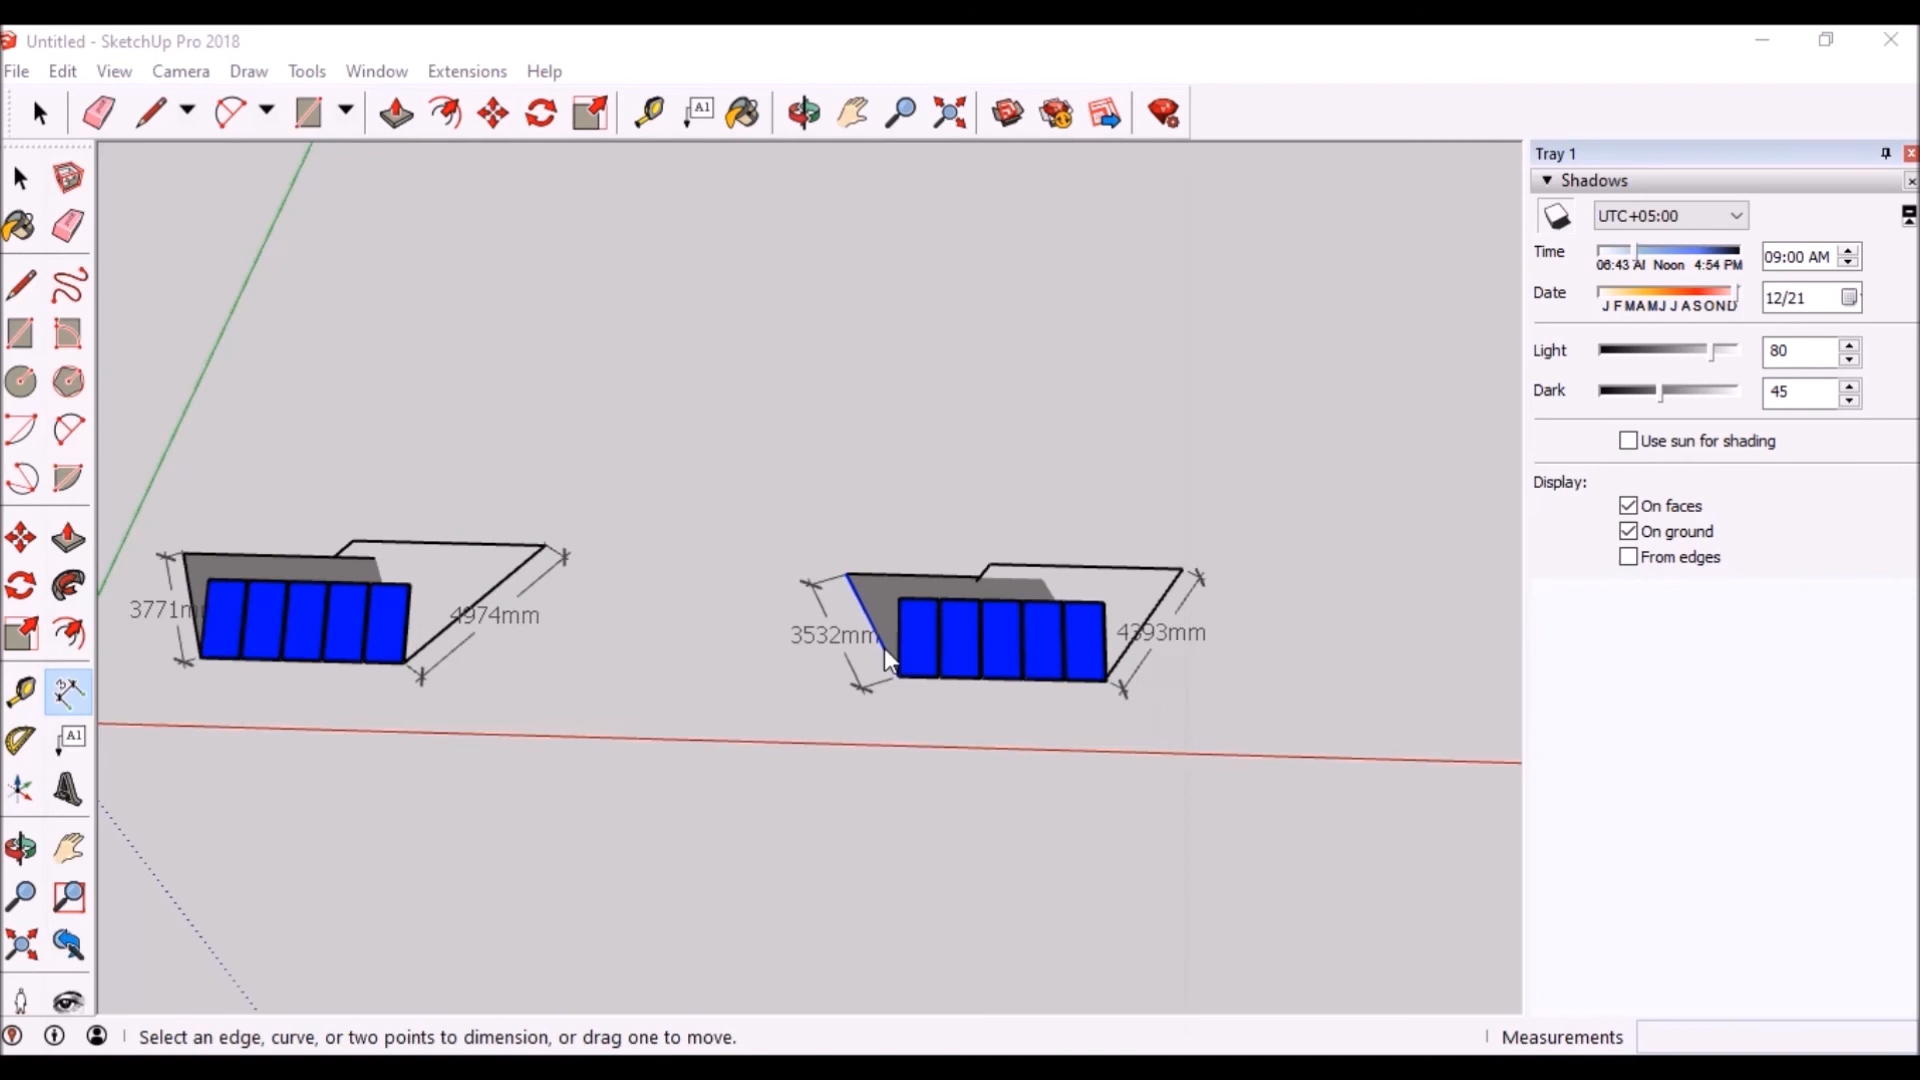 Untitled - SketchUp Pro 2018
File Edit View Camera Draw Tools Window Extensions Help
A1
Tray 1
Shadows
UTC+05:00
Time
06:43 AI Noon 4:54 PM
09:00 AM
Date
J F M A M J J A S O N D
12/21
Light
80
Dark
45
Use sun for shading
Display:
On faces
On ground
From edges
3771m
4974mm
3532mm
4393mm
A1
Select an edge, curve, or two points to dimension, or drag one to move.
Measurements